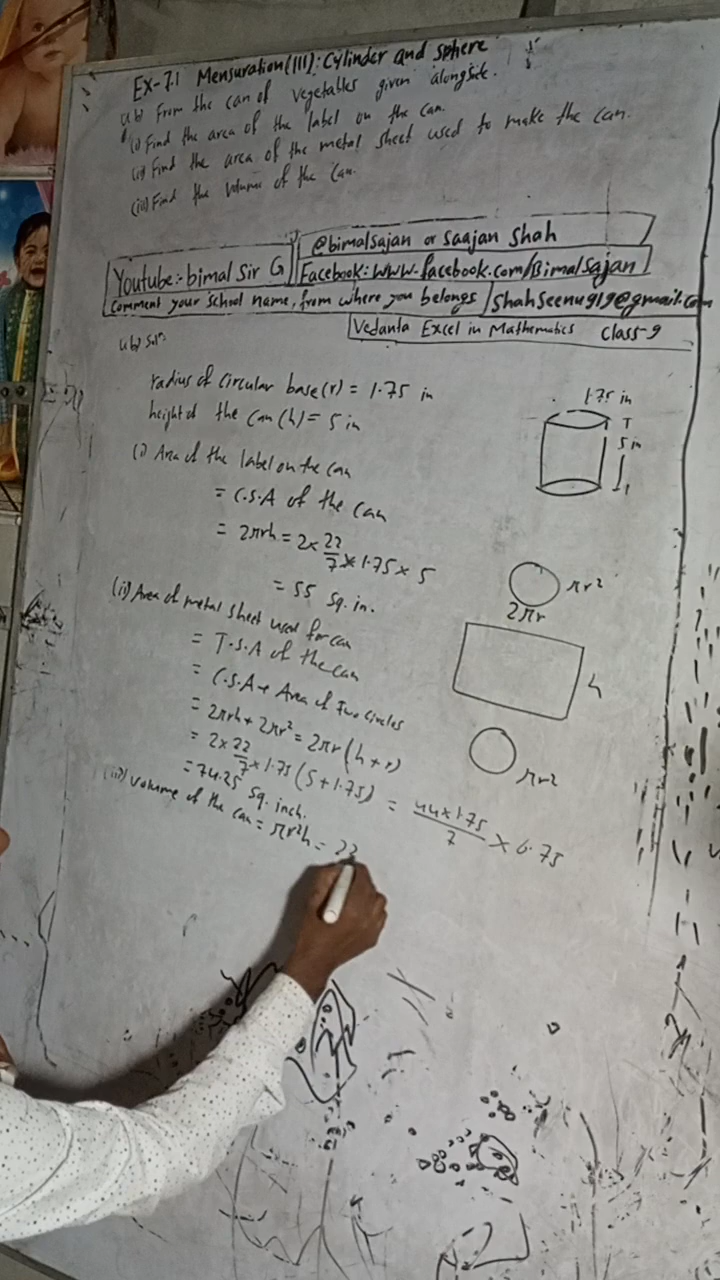 Ex-7.1 Mensuration(III): Cylinder and Sphere
4.b) From the can of vegetables given alongside.
(i) Find the area of the label on the can.
(ii) Find the area of the metal sheet used to make the can.
(iii) Find the volume of the can.
@bimalsajan or Saajan Shah
Youtube:- bimal Sir G
Facebook: www.facebook.com/Bimalsajan
Comment your school name, from where you belongs
shahseenu919@gmail.com
Vedanta Excel in Mathematics Class-9
4.b) Solⁿ:
radius of circular base(r) = 1.75 in
height of the can (h) = 5 in
1.75 in
5 in
(i) Area of the label on the can
= C.S.A of the can
= 2πrh = 2× 22/7 × 1.75 × 5
= 55 sq. in.
πr²
2πr
h
πr²
(ii) Area of metal sheet used for can
= T.S.A of the can
= C.S.A + Area of Two circles
= 2πrh + 2πr² = 2πr (h+r)
= 2× 22/7 ×1.75 (5+1.75) = 44×1.75/7 × 6.75
= 74.25 sq. inch.
(iii) volume of the can = πr²h = 22